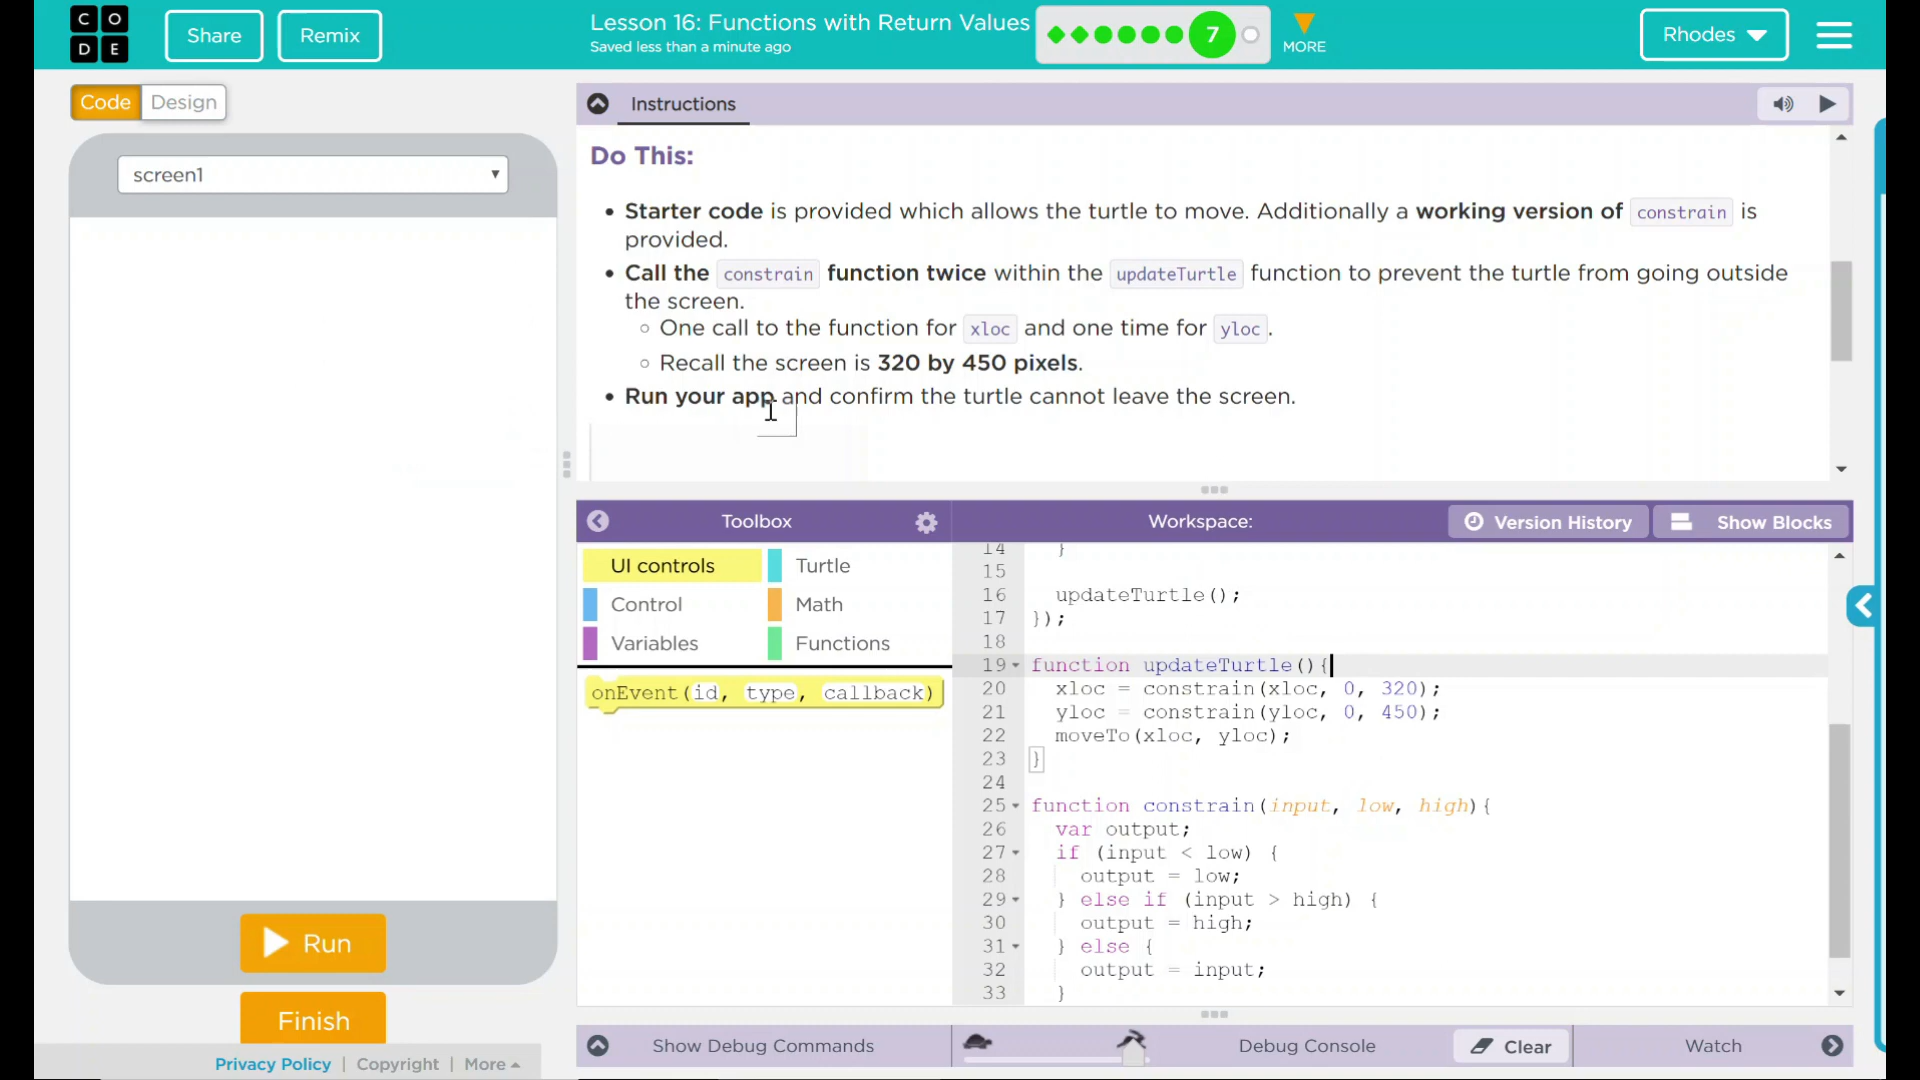 C O
D E
Share
Remix
Lesson 16: Functions with Return Values
Saved less than a minute ago
7
MORE
Rhodes
Code
Design
Instructions
screen1
Do This:
Starter code is provided which allows the turtle to move. Additionally a working version of constrain is
provided.
Call the constrain function twice within the updateTurtle function to prevent the turtle from going outside
the screen.
One call to the function for xloc and one time for yloc.
Recall the screen is 320 by 450 pixels.
Run your app and confirm the turtle cannot leave the screen.
Toolbox
Workspace:
Version History
Show Blocks
UI controls
Turtle
Control
Math
Variables
Functions
onEvent(id, type, callback)
14 }
15
16 updateTurtle();
17 });
18
19 function updateTurtle(){
20 xloc = constrain(xloc, 0, 320);
21 yloc = constrain(yloc, 0, 450);
22 moveTo(xloc, yloc);
23 }
24
25 function constrain(input, low, high){
26 var output;
27 if (input < low) {
28 output = low;
29 } else if (input > high) {
30 output = high;
31 } else {
32 output = input;
33 }
Run
Finish
Show Debug Commands
Debug Console
Clear
Watch
Privacy Policy | Copyright | More